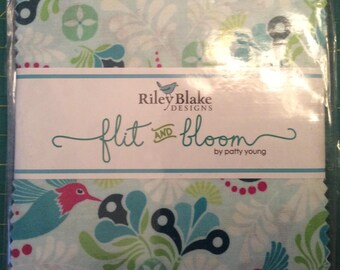 Riley Blake
DESIGNS
flit AND bloom
by patty young